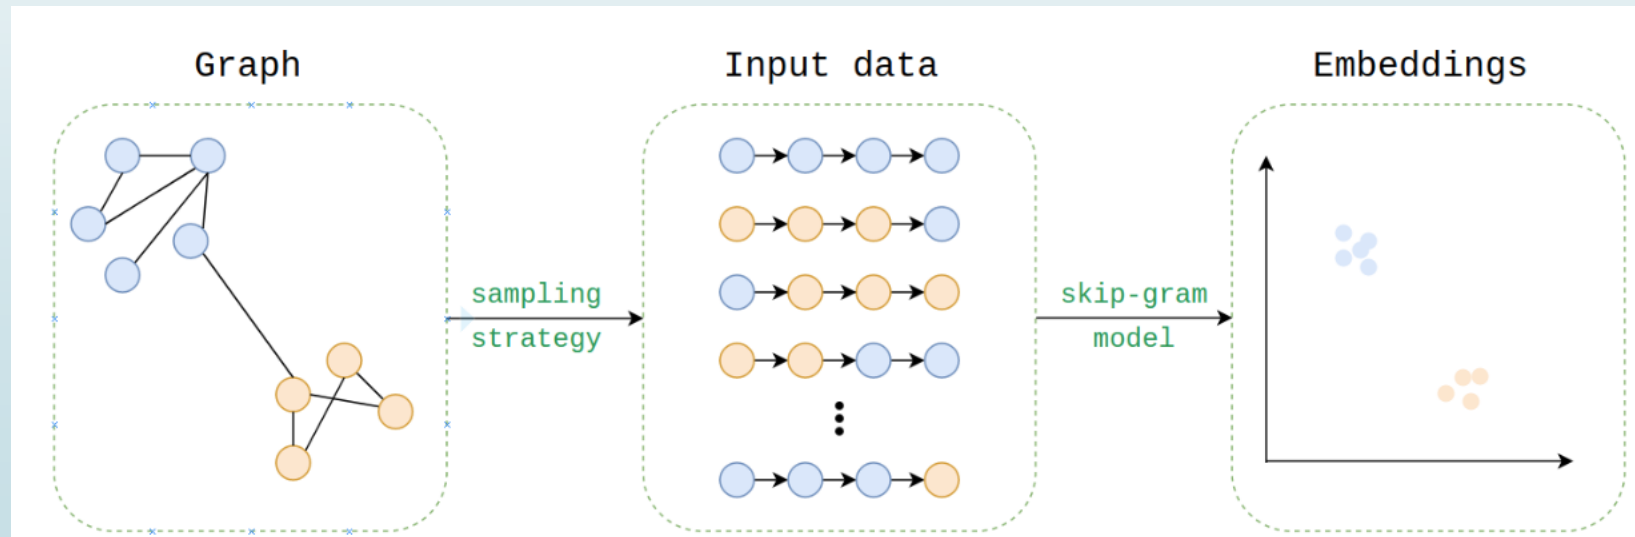 Graph
Input data
Embeddings
sampling
strategy
skip-gram
model